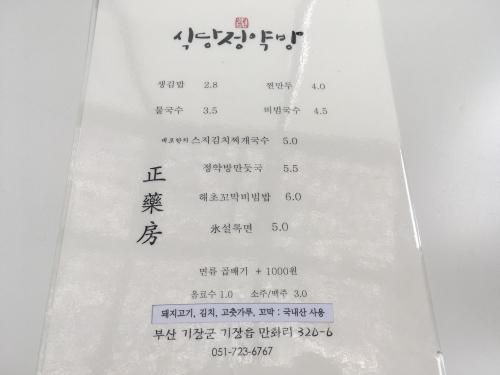 식당정약방
생김밥 2.8 찐만두 4.0
물국수 3.5 비빔국수 4.5
스지김치찌개국수 5.0
정약방만둣국 5.5
해초꼬막비빔밥 6.0
氷설록면 5.0
正藥房
면류 곱배기 + 1000원
음료수 1.0 소주/맥주 3.0
돼지고기, 김치, 고춧가루, 꼬막 : 국내산 사용
부산 기장군 기장읍 만화리 320-6
051-723-6767